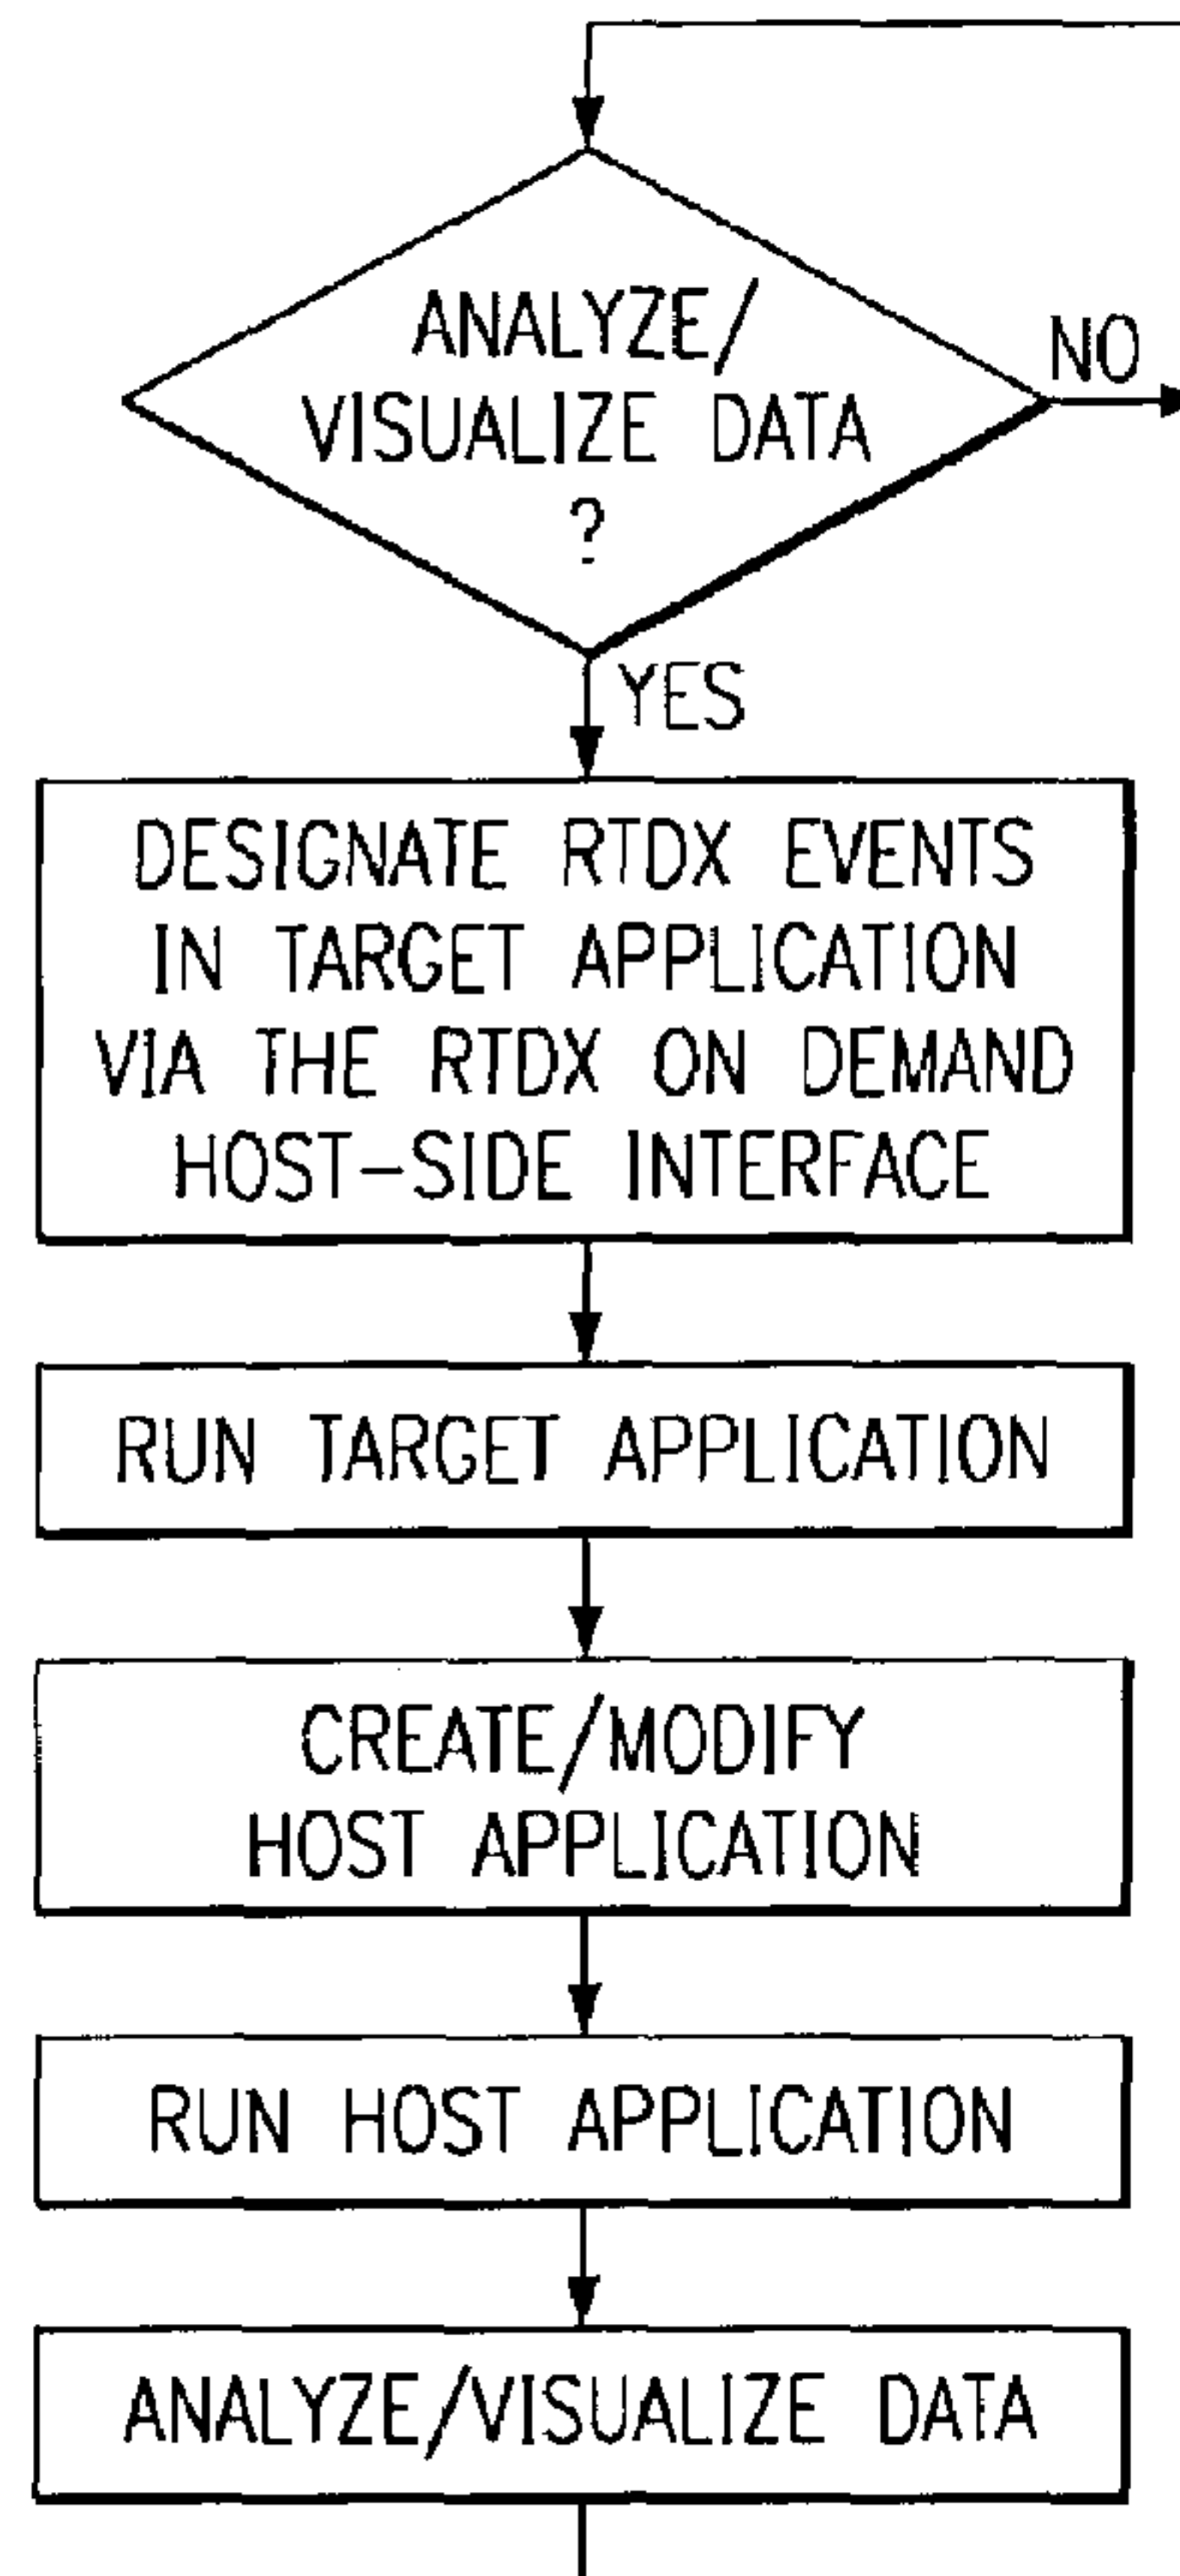 ANALYZE/
VISUALIZE DATA
?
NO
YES
DESIGNATE RTDX EVENTS
IN TARGET APPLICATION
VIA THE RTDX ON DEMAND
HOST-SIDE INTERFACE
RUN TARGET APPLICATION
CREATE/MODIFY
HOST APPLICATION
RUN HOST APPLICATION
ANALYZE/VISUALIZE DATA